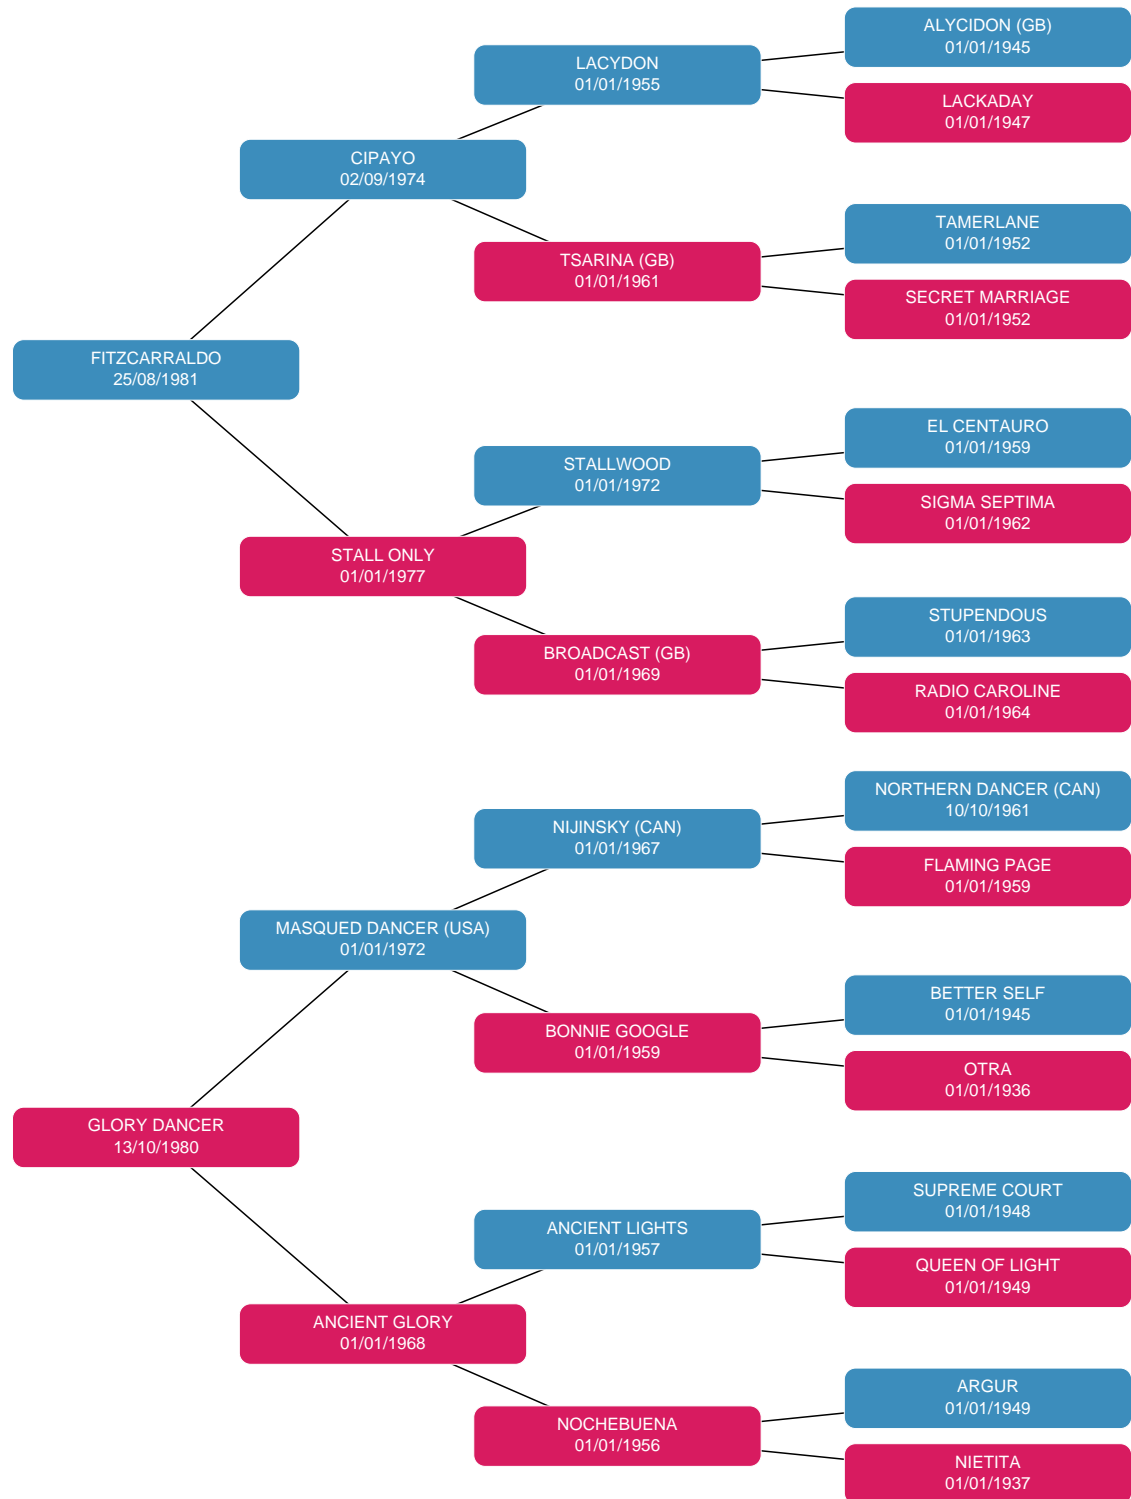 ALYCIDON (GB)
01/01/1945
LACYDON
01/01/1955
LACKADAY
01/01/1947
CIPAYO
02/09/1974
TAMERLANE
01/01/1952
TSARINA (GB)
01/01/1961
SECRET MARRIAGE
01/01/1952
FITZCARRALDO
25/08/1981
EL CENTAURO
01/01/1959
STALLWOOD
01/01/1972
SIGMA SEPTIMA
01/01/1962
STALL ONLY
01/01/1977
STUPENDOUS
01/01/1963
BROADCAST (GB)
01/01/1969
RADIO CAROLINE
01/01/1964
NORTHERN DANCER (CAN)
10/10/1961
NIJINSKY (CAN)
01/01/1967
FLAMING PAGE
01/01/1959
MASQUED DANCER (USA)
01/01/1972
BETTER SELF
01/01/1945
BONNIE GOOGLE
01/01/1959
OTRA
01/01/1936
GLORY DANCER
13/10/1980
SUPREME COURT
01/01/1948
ANCIENT LIGHTS
01/01/1957
QUEEN OF LIGHT
01/01/1949
ANCIENT GLORY
01/01/1968
ARGUR
01/01/1949
NOCHEBUENA
01/01/1956
NIETITA
01/01/1937